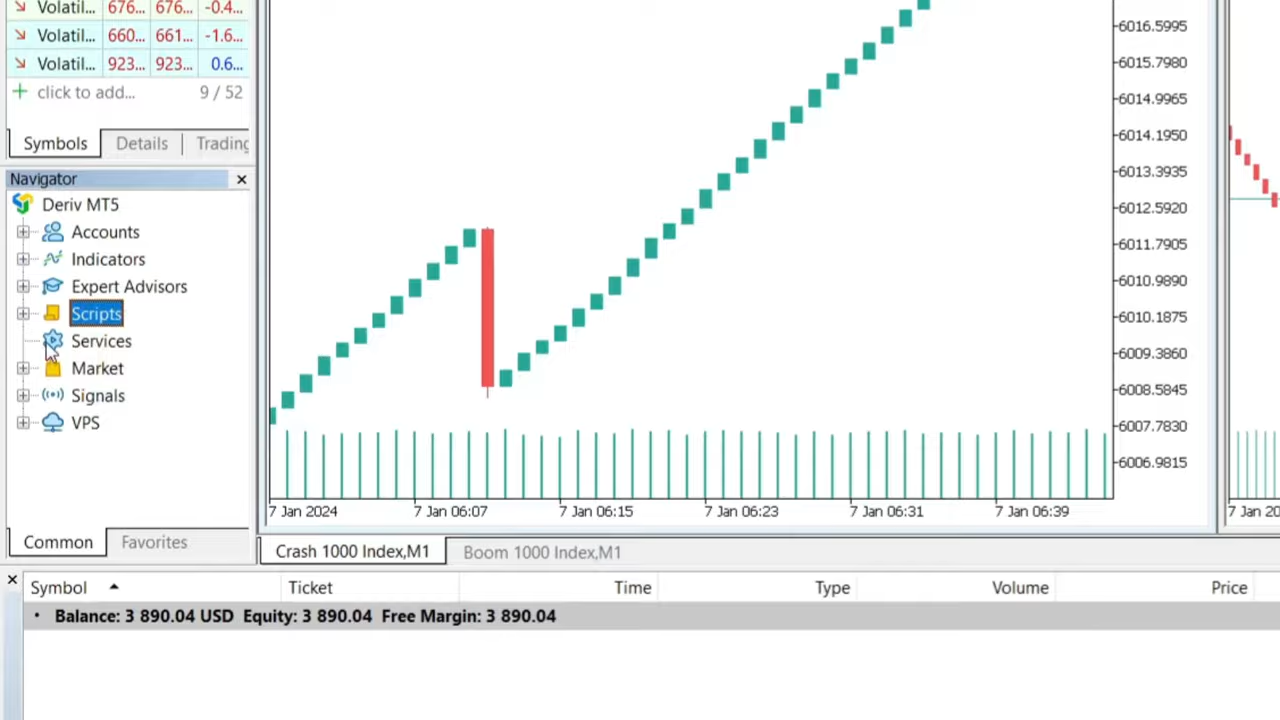 Volatil... 676... 676... -0.4...
Volatil... 660... 661... -1.6...
Volatil... 923... 923... 0.6...
click to add... 9 / 52
Symbols Details Trading
Navigator
Deriv MT5
Accounts
Indicators
Expert Advisors
Scripts
Services
Market
Signals
VPS
Common Favorites
6016.5995
6015.7980
6014.9965
6014.1950
6013.3935
6012.5920
6011.7905
6010.9890
6010.1875
6009.3860
6008.5845
6007.7830
6006.9815
7 Jan 2024 7 Jan 06:07 7 Jan 06:15 7 Jan 06:23 7 Jan 06:31 7 Jan 06:39
7 Jan 20
Crash 1000 Index,M1 Boom 1000 Index,M1
Symbol Ticket Time Type Volume Price
Balance: 3 890.04 USD Equity: 3 890.04 Free Margin: 3 890.04